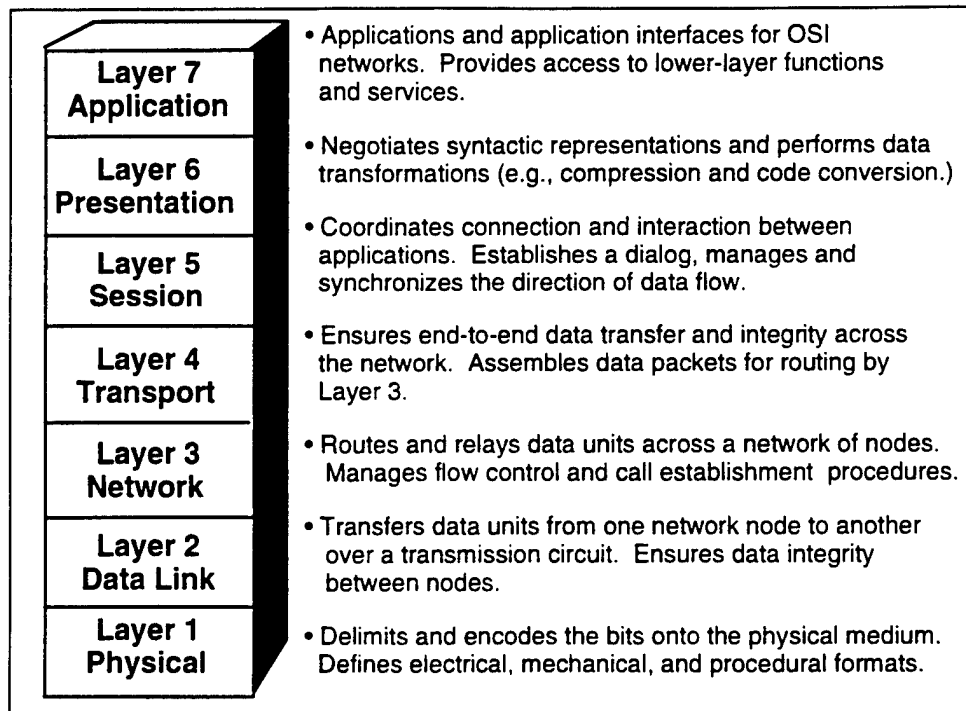 Layer 7
Application
• Applications and application interfaces for OSI
networks. Provides access to lower-layer functions
and services.
Layer 6
Presentation
• Negotiates syntactic representations and performs data
transformations (e.g., compression and code conversion.)
Layer 5
Session
• Coordinates connection and interaction between
applications. Establishes a dialog, manages and
synchronizes the direction of data flow.
Layer 4
Transport
• Ensures end-to-end data transfer and integrity across
the network. Assembles data packets for routing by
Layer 3.
Layer 3
Network
• Routes and relays data units across a network of nodes.
Manages flow control and call establishment procedures.
Layer 2
Data Link
• Transfers data units from one network node to another
over a transmission circuit. Ensures data integrity
between nodes.
Layer 1
Physical
• Delimits and encodes the bits onto the physical medium.
Defines electrical, mechanical, and procedural formats.